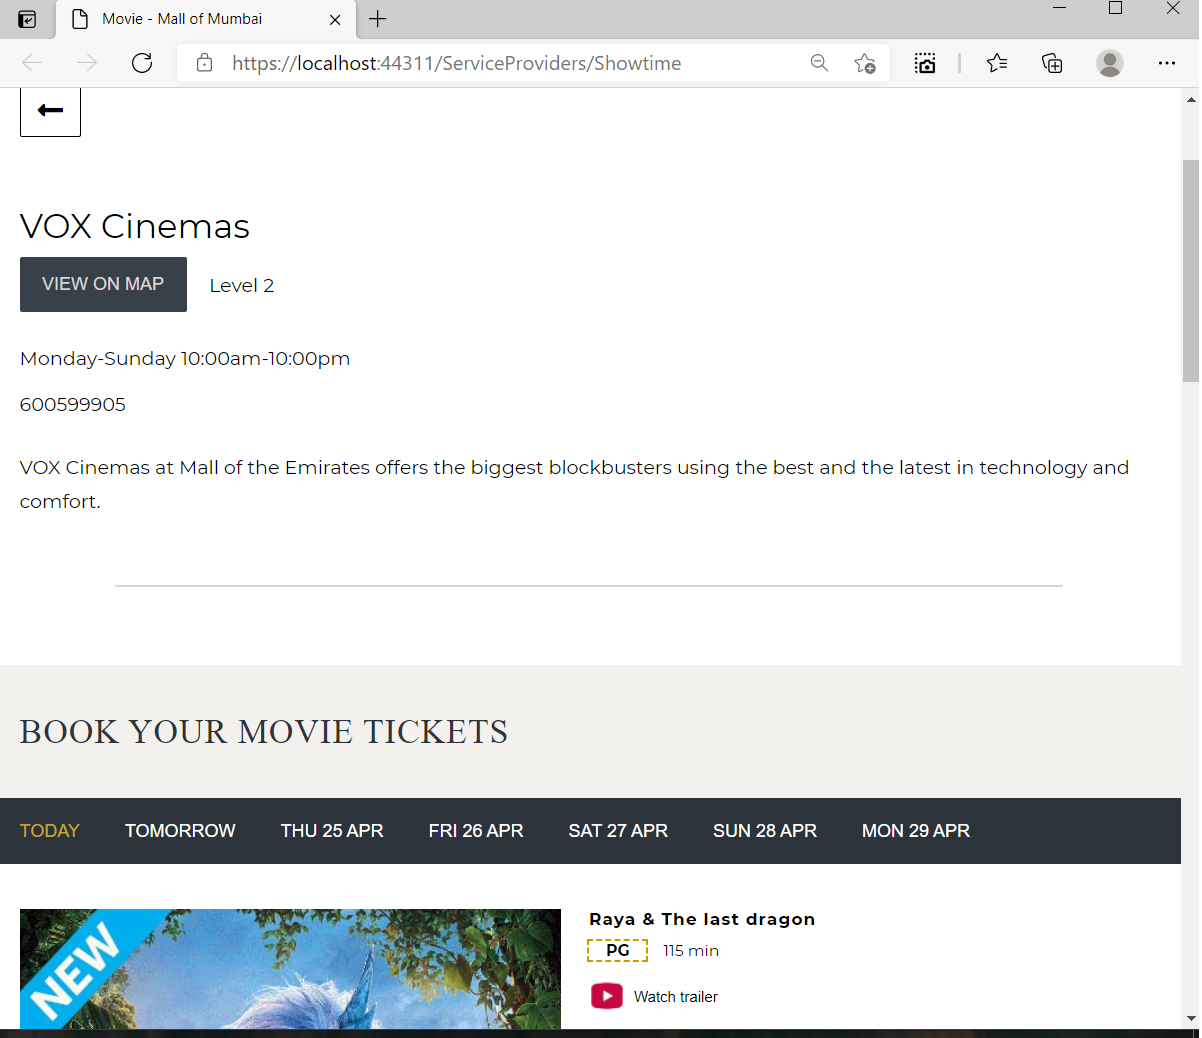 Movie - Mall of Mumbai
https://localhost:44311/ServiceProviders/Showtime
VOX Cinemas
VIEW ON MAP Level 2
Monday-Sunday 10:00am-10:00pm
600599905
VOX Cinemas at Mall of the Emirates offers the biggest blockbusters using the best and the latest in technology and
comfort.
BOOK YOUR MOVIE TICKETS
TODAY TOMORROW THU 25 APR FRI 26 APR SAT 27 APR SUN 28 APR MON 29 APR
NEW
Raya & The last dragon
PG 115 min
Watch trailer